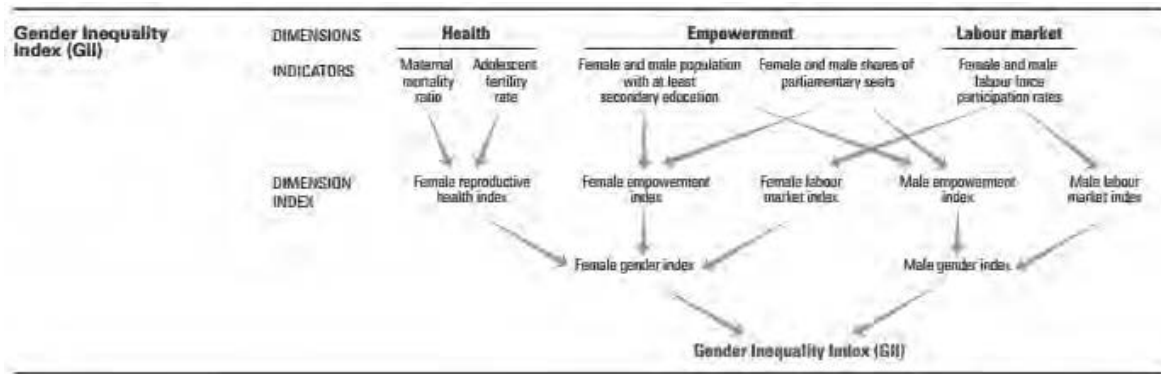 Gender Inequality
Index (GII)
DIMENSIONS
Health
Empowerment
Labour market
INDICATORS
Maternal
mortality
ratio
Adolescent
fertility
rate
Female and male population
with at least
secondary education
Female and male shares of
parliamentary seats
Female and male
labour force
participation rates
DIMENSION
INDEX
Female reproductive
health index
Female empowerment
index
Female labour
market index
Male empowerment
index
Male labour
market index
Female gender index
Male gender index
Gender Inequality Index (GII)